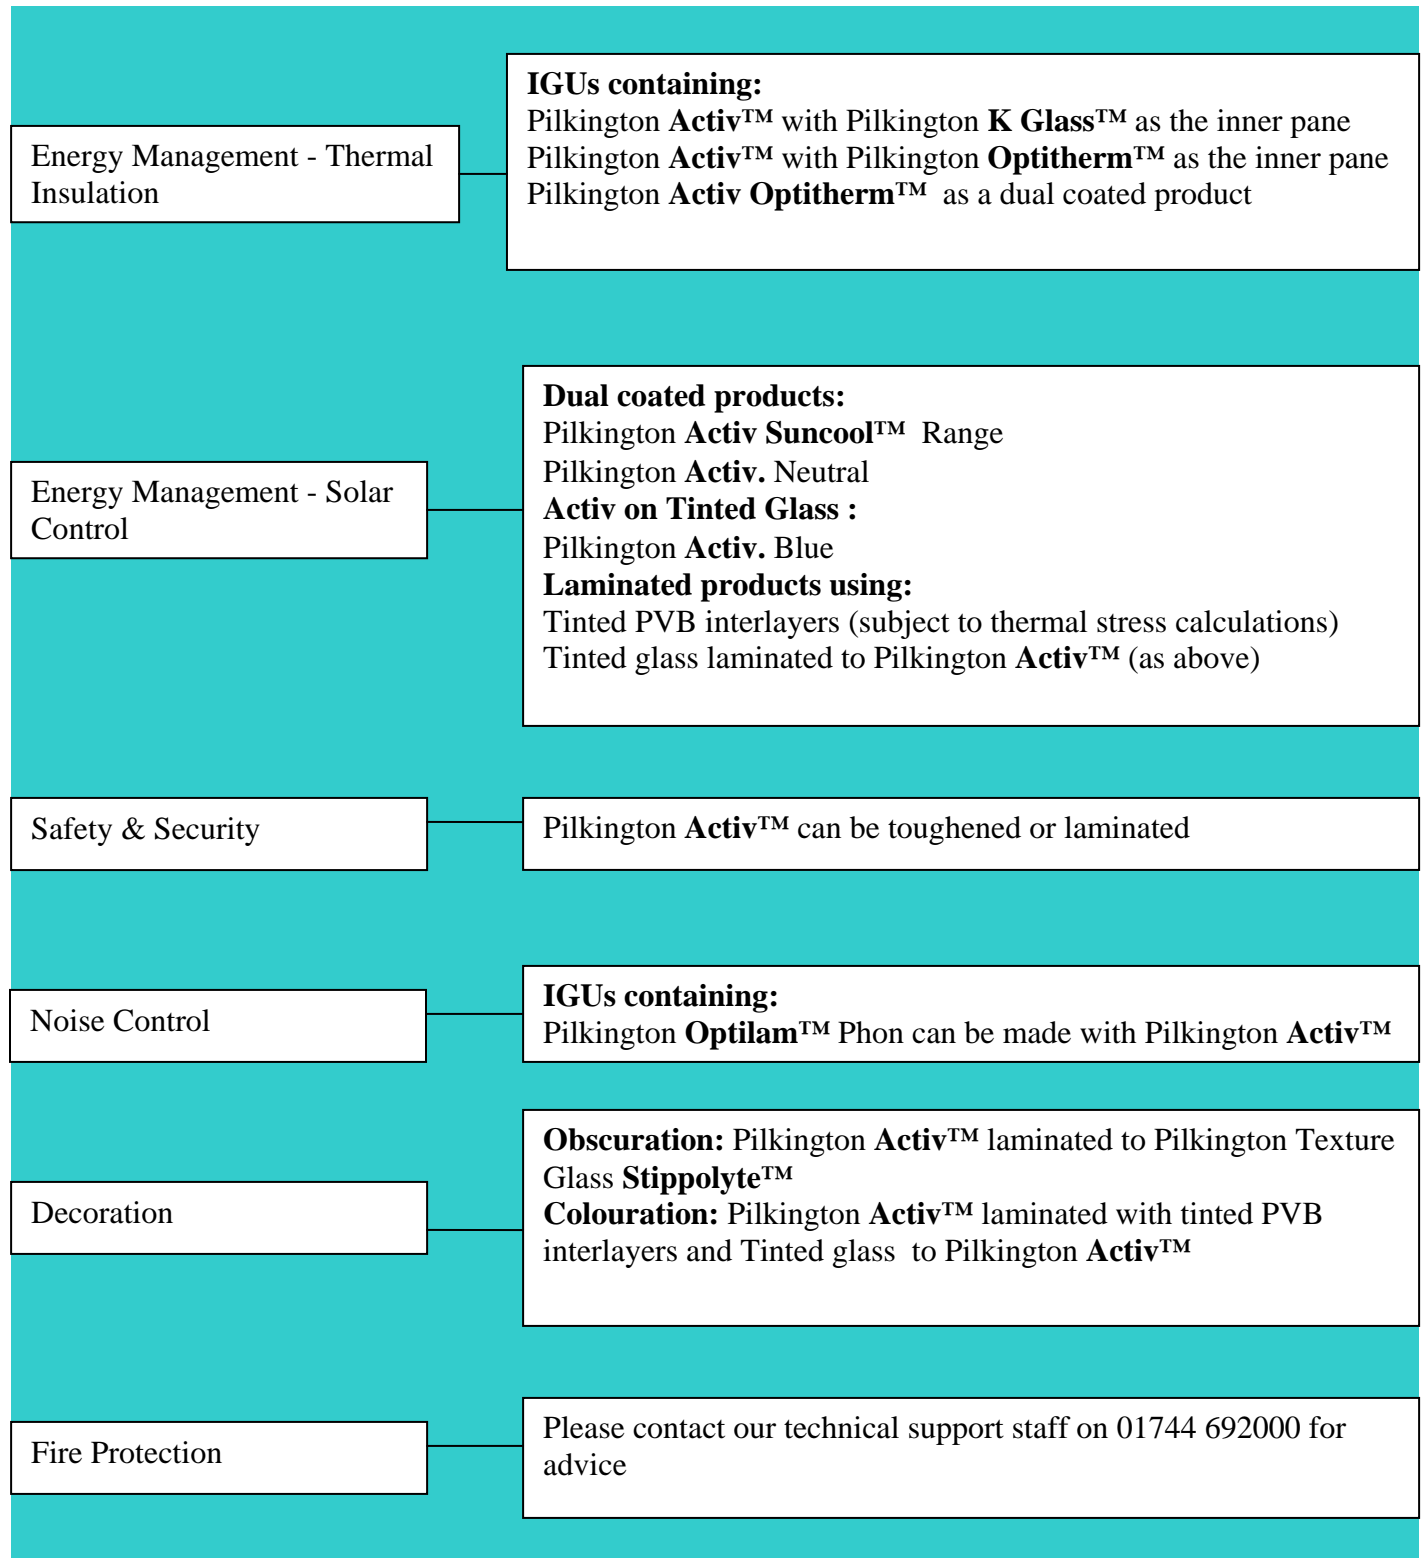 Energy Management - Thermal
Insulation
IGUs containing:
Pilkington Activ™ with Pilkington K Glass™ as the inner pane
Pilkington Activ™ with Pilkington Optitherm™ as the inner pane
Pilkington Activ Optitherm™  as a dual coated product
Energy Management - Solar
Control
Dual coated products:
Pilkington Activ Suncool™  Range
Pilkington Activ. Neutral
Activ on Tinted Glass :
Pilkington Activ. Blue
Laminated products using:
Tinted PVB interlayers (subject to thermal stress calculations)
Tinted glass laminated to Pilkington Activ™ (as above)
Safety & Security
Pilkington Activ™ can be toughened or laminated
Noise Control
IGUs containing:
Pilkington Optilam™ Phon can be made with Pilkington Activ™
Decoration
Obscuration: Pilkington Activ™ laminated to Pilkington Texture
Glass Stippolyte™
Colouration: Pilkington Activ™ laminated with tinted PVB
interlayers and Tinted glass  to Pilkington Activ™
Fire Protection
Please contact our technical support staff on 01744 692000 for
advice